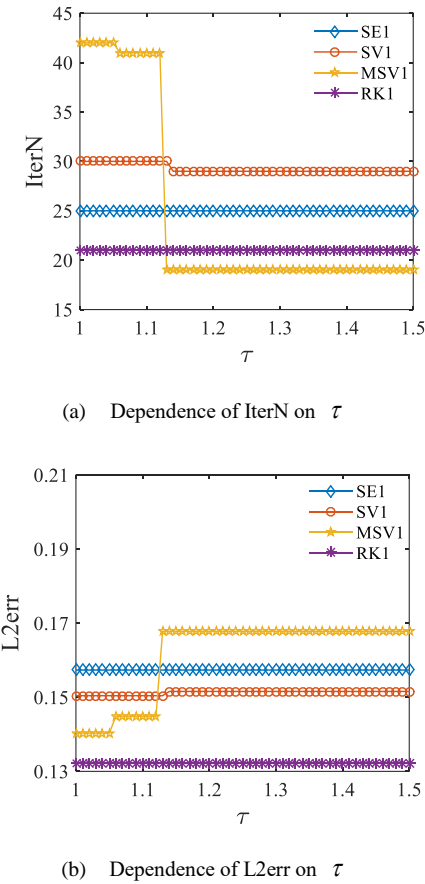 45
40
35
30
25
20
15
IterN
SE1
SV1
MSV1
RK1
1 1.1 1.2 1.3 1.4 1.5
τ
(a) Dependence of IterN on τ
0.21
0.19
0.17
0.15
0.13
L2err
SE1
SV1
MSV1
RK1
1 1.1 1.2 1.3 1.4 1.5
τ
(b) Dependence of L2err on τ